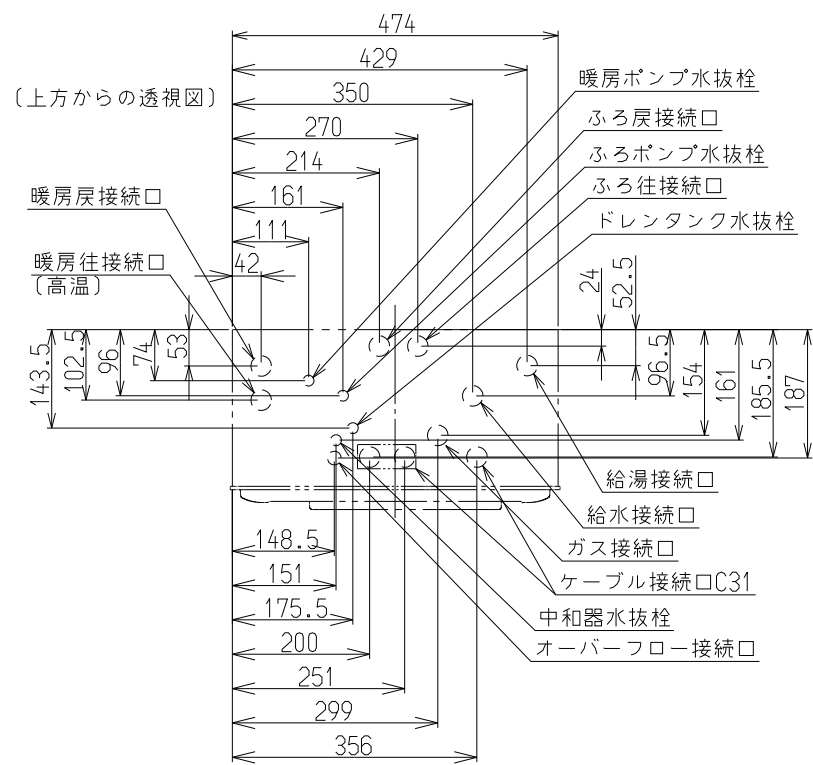 474
429
暖房ポンプ水抜栓
〔上方からの透視図〕
350
ふろ戻接続口
270
ふろポンプ水抜栓
214
ふろ往接続口
暖房戻接続口
161
ドレンタンク水抜栓
111
暖房往接続口
(高温)
42
24
52.5
143.5
102.5
96
74
53
96.5
154
161
185.5
187
給湯接続口
給水接続口
148.5
ガス接続口
151
ケーブル接続口C31
175.5
中和器水抜栓
200
オーバーフロー接続口
251
299
356